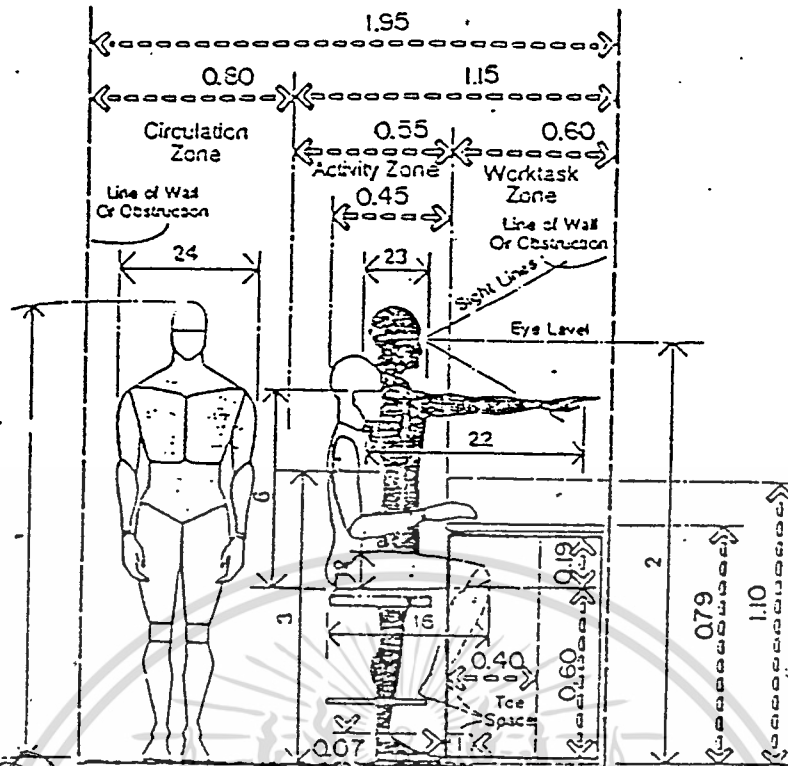 1.95
0.80
1.15
Circulation
Zone
0.55
0.60
Activity Zone
Worktask
Zone
0.45
Line of Wall
Or Obstruction
Line of Wall
Or Obstruction
24
23
Sight Lines
Eye Level
22
6
3
16
0.19
2
0.79
1.10
0.60
0.40
Toe
Space
0.07
1